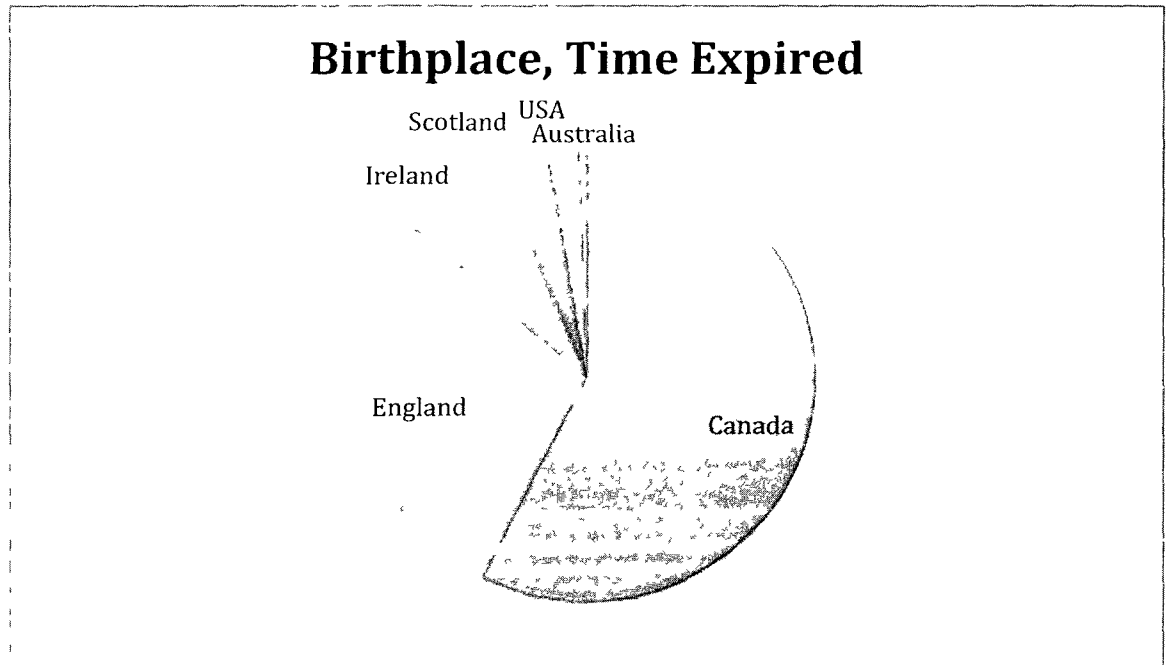 Birthplace, Time Expired
USA
Scotland
Australia
Ireland
England
Canada